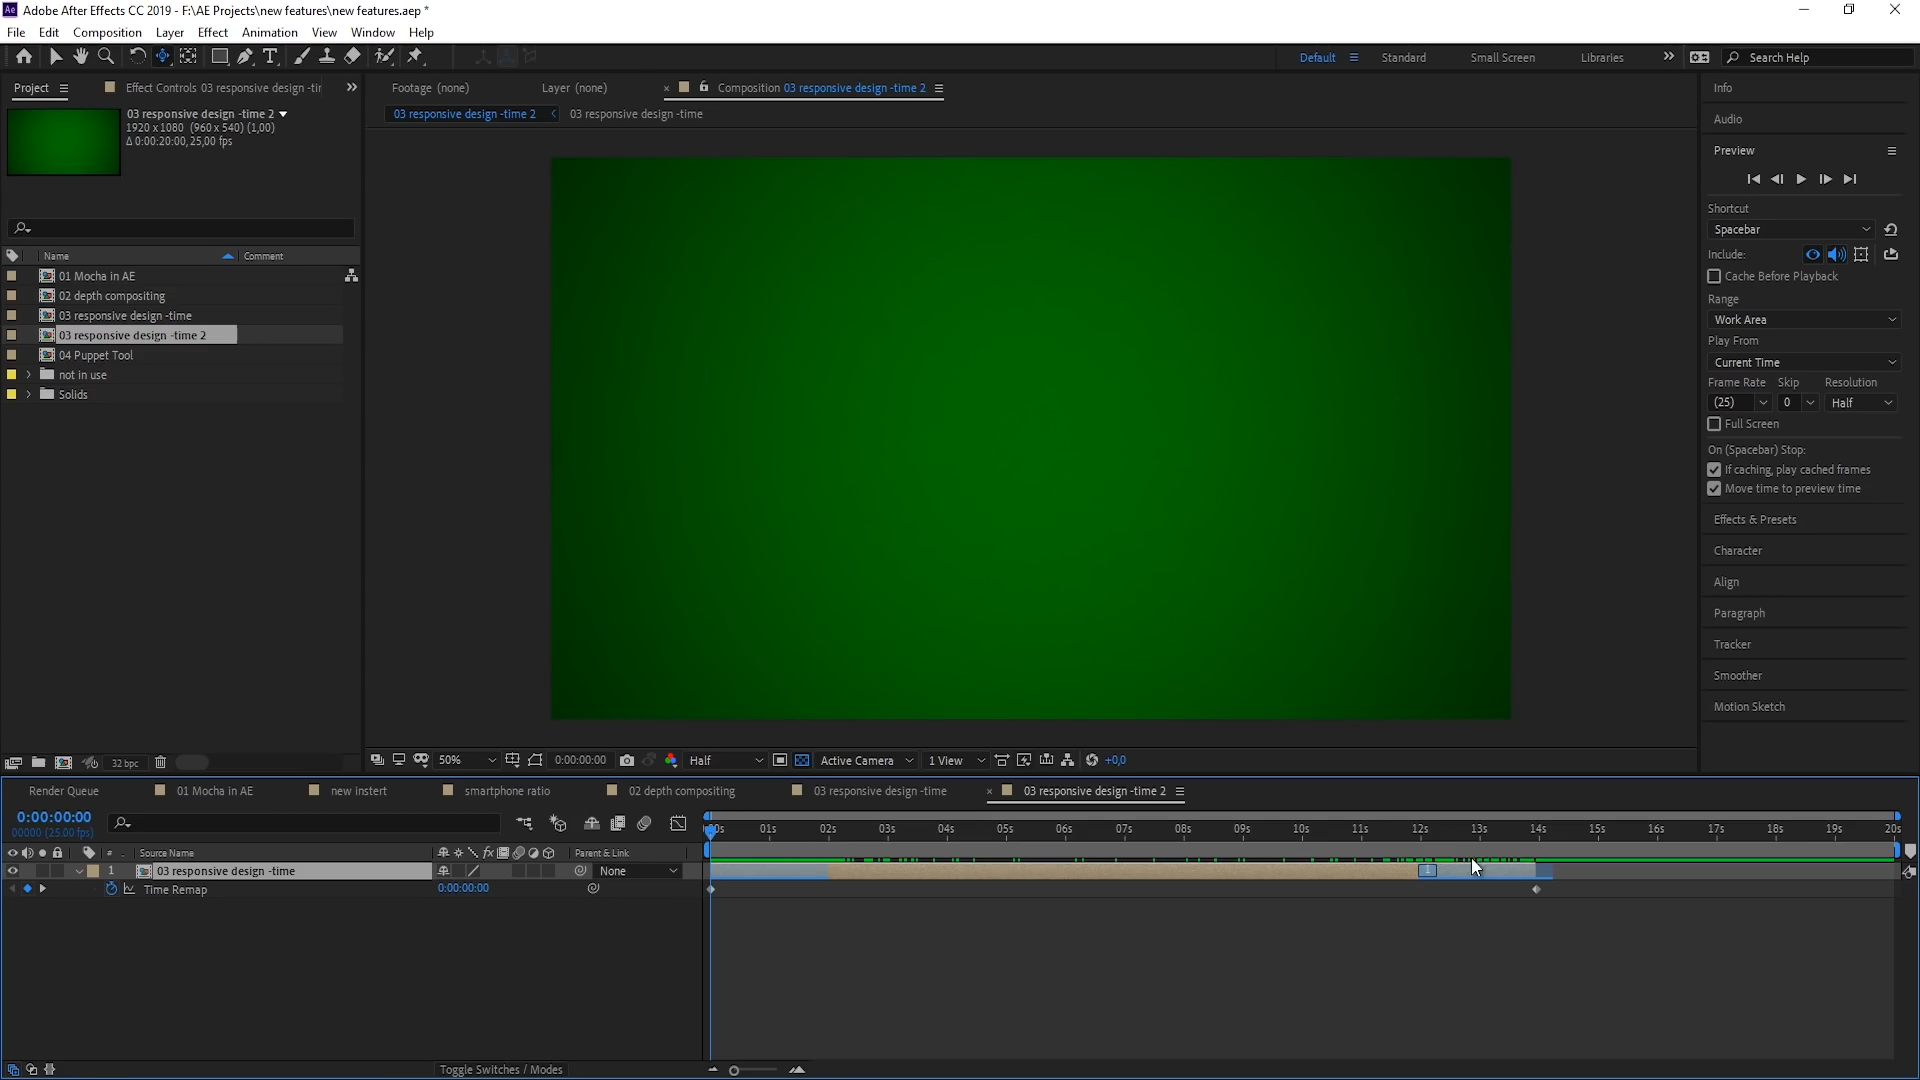 Ae Adobe After Effects CC 2019 - F:\AE Projects\new features\new features.aep *
File Edit Composition Layer Effect Animation View Window Help
Default Standard Small Screen Libraries Search Help
Project Effect Controls 03 responsive design -tir
03 responsive design -time 2
1920 x 1080 (960 x 540) (1,00)
Δ 0:00:20:00, 25,00 fps
Name Comment
01 Mocha in AE
02 depth compositing
03 responsive design -time
03 responsive design -time 2
04 Puppet Tool
not in use
Solids
32 bpc
Footage (none) Layer (none) × Composition 03 responsive design -time 2
03 responsive design -time 2 03 responsive design -time
50% 0:00:00:00 Half Active Camera 1 View +0,0
Info
Audio
Preview
Shortcut
Spacebar
Include:
Cache Before Playback
Range
Work Area
Play From
Current Time
Frame Rate Skip Resolution
(25) 0 Half
Full Screen
On (Spacebar) Stop:
If caching, play cached frames
Move time to preview time
Effects & Presets
Character
Align
Paragraph
Tracker
Smoother
Motion Sketch
Render Queue 01 Mocha in AE new instert smartphone ratio 02 depth compositing 03 responsive design -time × 03 responsive design -time 2
0:00:00:00
00000 (25.00 fps)
01s 02s 03s 04s 05s 06s 07s 08s 09s 10s 11s 12s 13s 14s 15s 16s 17s 18s 19s 20s
# Source Name fx Parent & Link
1 03 responsive design -time None 1
Time Remap 0:00:00:00
Toggle Switches / Modes